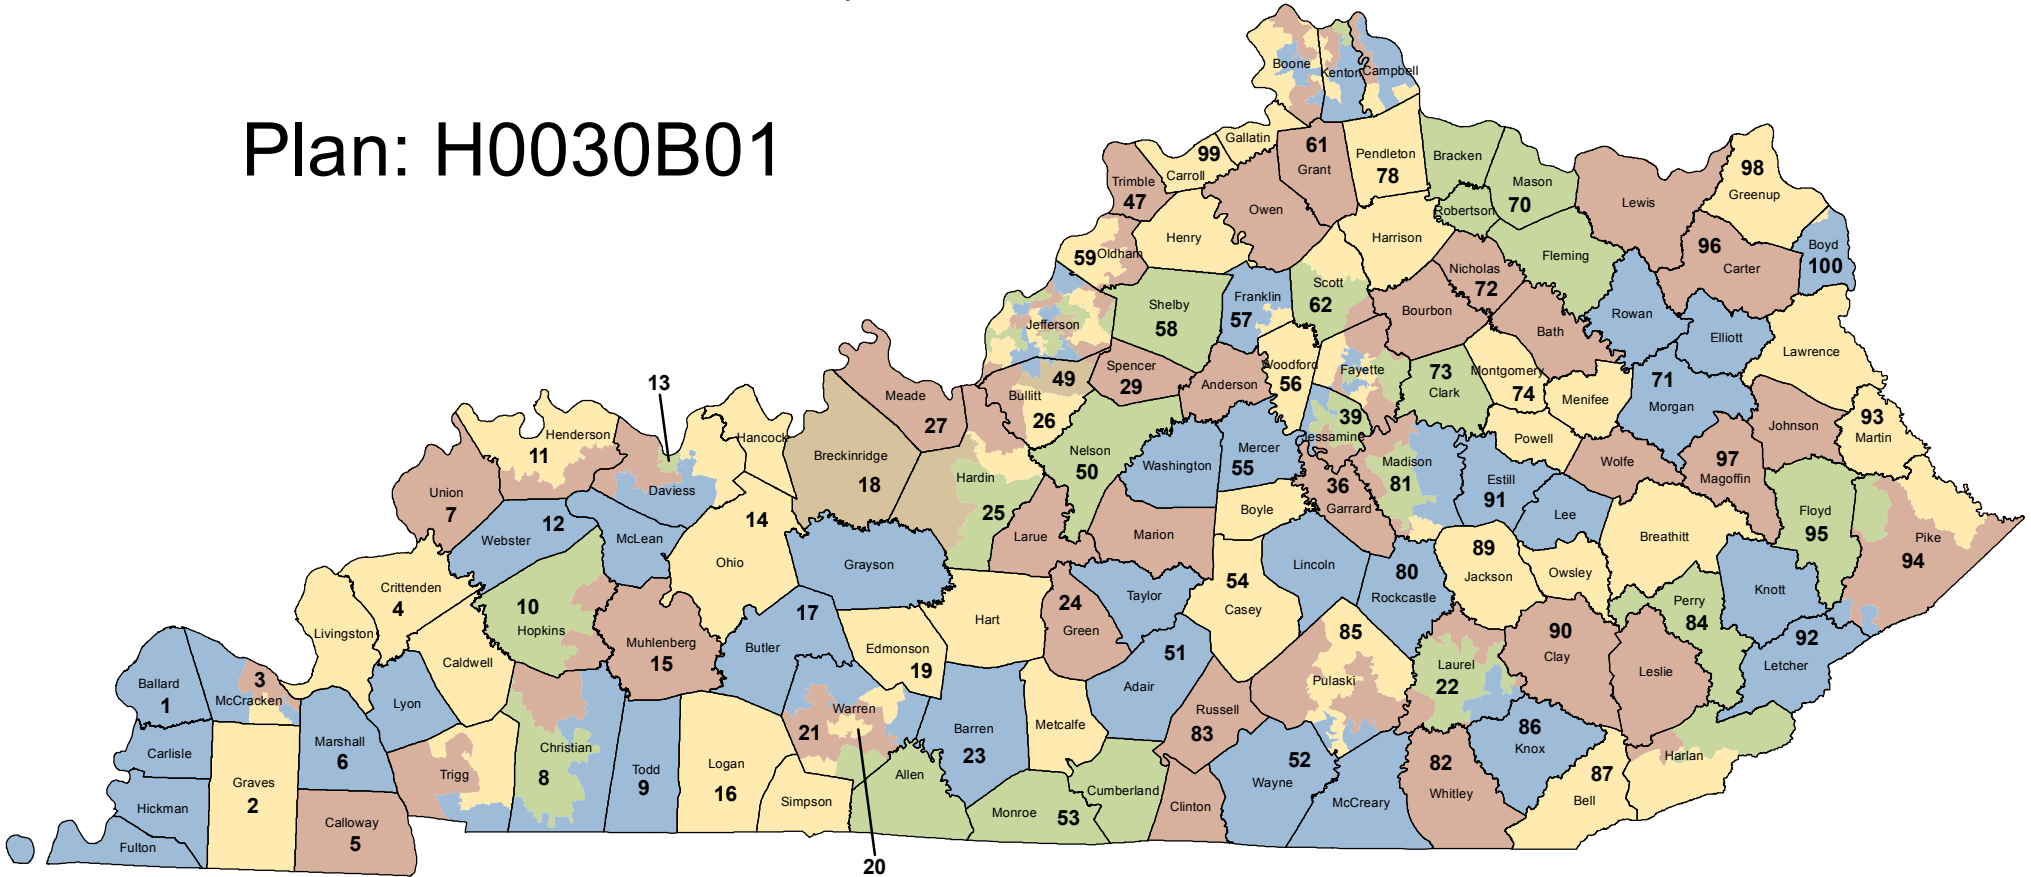 Plan: H0030B01
Boone
Kenton
Campbell
Gallatin
99
Carroll
61
Grant
Pendleton
78
Bracken
Mason
70
Robertson
Lewis
98
Greenup
Trimble
47
Owen
Henry
Harrison
Fleming
96
Carter
Boyd
100
59
Oldham
Nicholas
72
Scott
62
Franklin
57
Shelby
58
Jefferson
Bourbon
Bath
Rowan
Elliott
Lawrence
Woodford
56
Fayette
73
Clark
Montgomery
74
Menifee
71
Morgan
49
Spencer
29
Anderson
Bullitt
26
13
Meade
27
39
Jessamine
Powell
Johnson
93
Martin
Henderson
11
Hancock
Breckinridge
18
Nelson
50
Washington
Mercer
55
Madison
81
Estill
91
Wolfe
97
Magoffin
Union
7
Daviess
Hardin
25
36
Garrard
Lee
Floyd
95
Pike
94
12
Webster
McLean
14
Ohio
Grayson
Larue
Marion
Boyle
Lincoln
80
Rockcastle
89
Jackson
Owsley
Breathitt
Knott
Crittenden
4
10
Hopkins
17
Butler
Hart
24
Green
Taylor
54
Casey
85
90
Clay
Perry
84
92
Letcher
Livingston
Caldwell
Muhlenberg
15
Edmonson
19
51
Adair
Pulaski
Laurel
22
Leslie
Ballard
1
3
McCracken
Lyon
Warren
21
Barren
23
Metcalfe
Russell
83
86
Knox
Harlan
Carlisle
Marshall
6
Trigg
Christian
8
Todd
9
Logan
16
Simpson
Allen
Monroe
53
Cumberland
Clinton
52
Wayne
McCreary
82
Whitley
87
Bell
Graves
2
Hickman
Fulton
Calloway
5
20